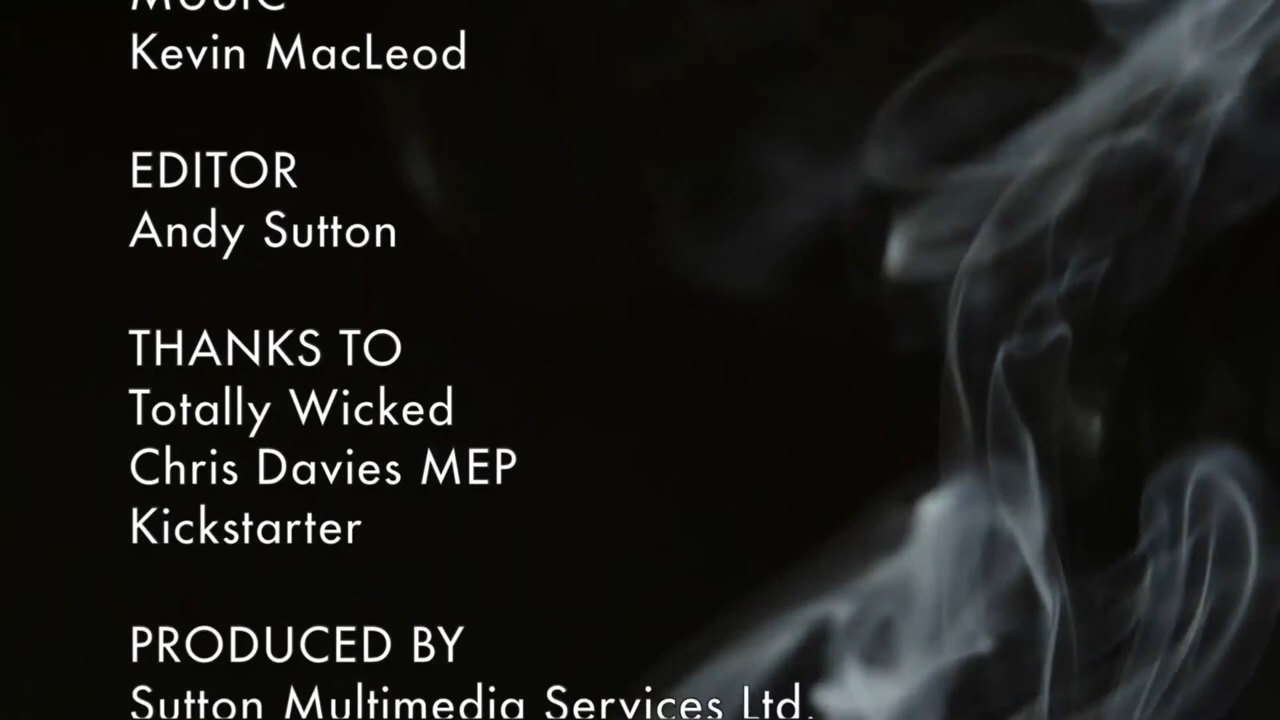 MUSIC
Kevin MacLeod
EDITOR
Andy Sutton
THANKS TO
Totally Wicked
Chris Davies MEP
Kickstarter
PRODUCED BY
Sutton Multimedia Services Ltd.